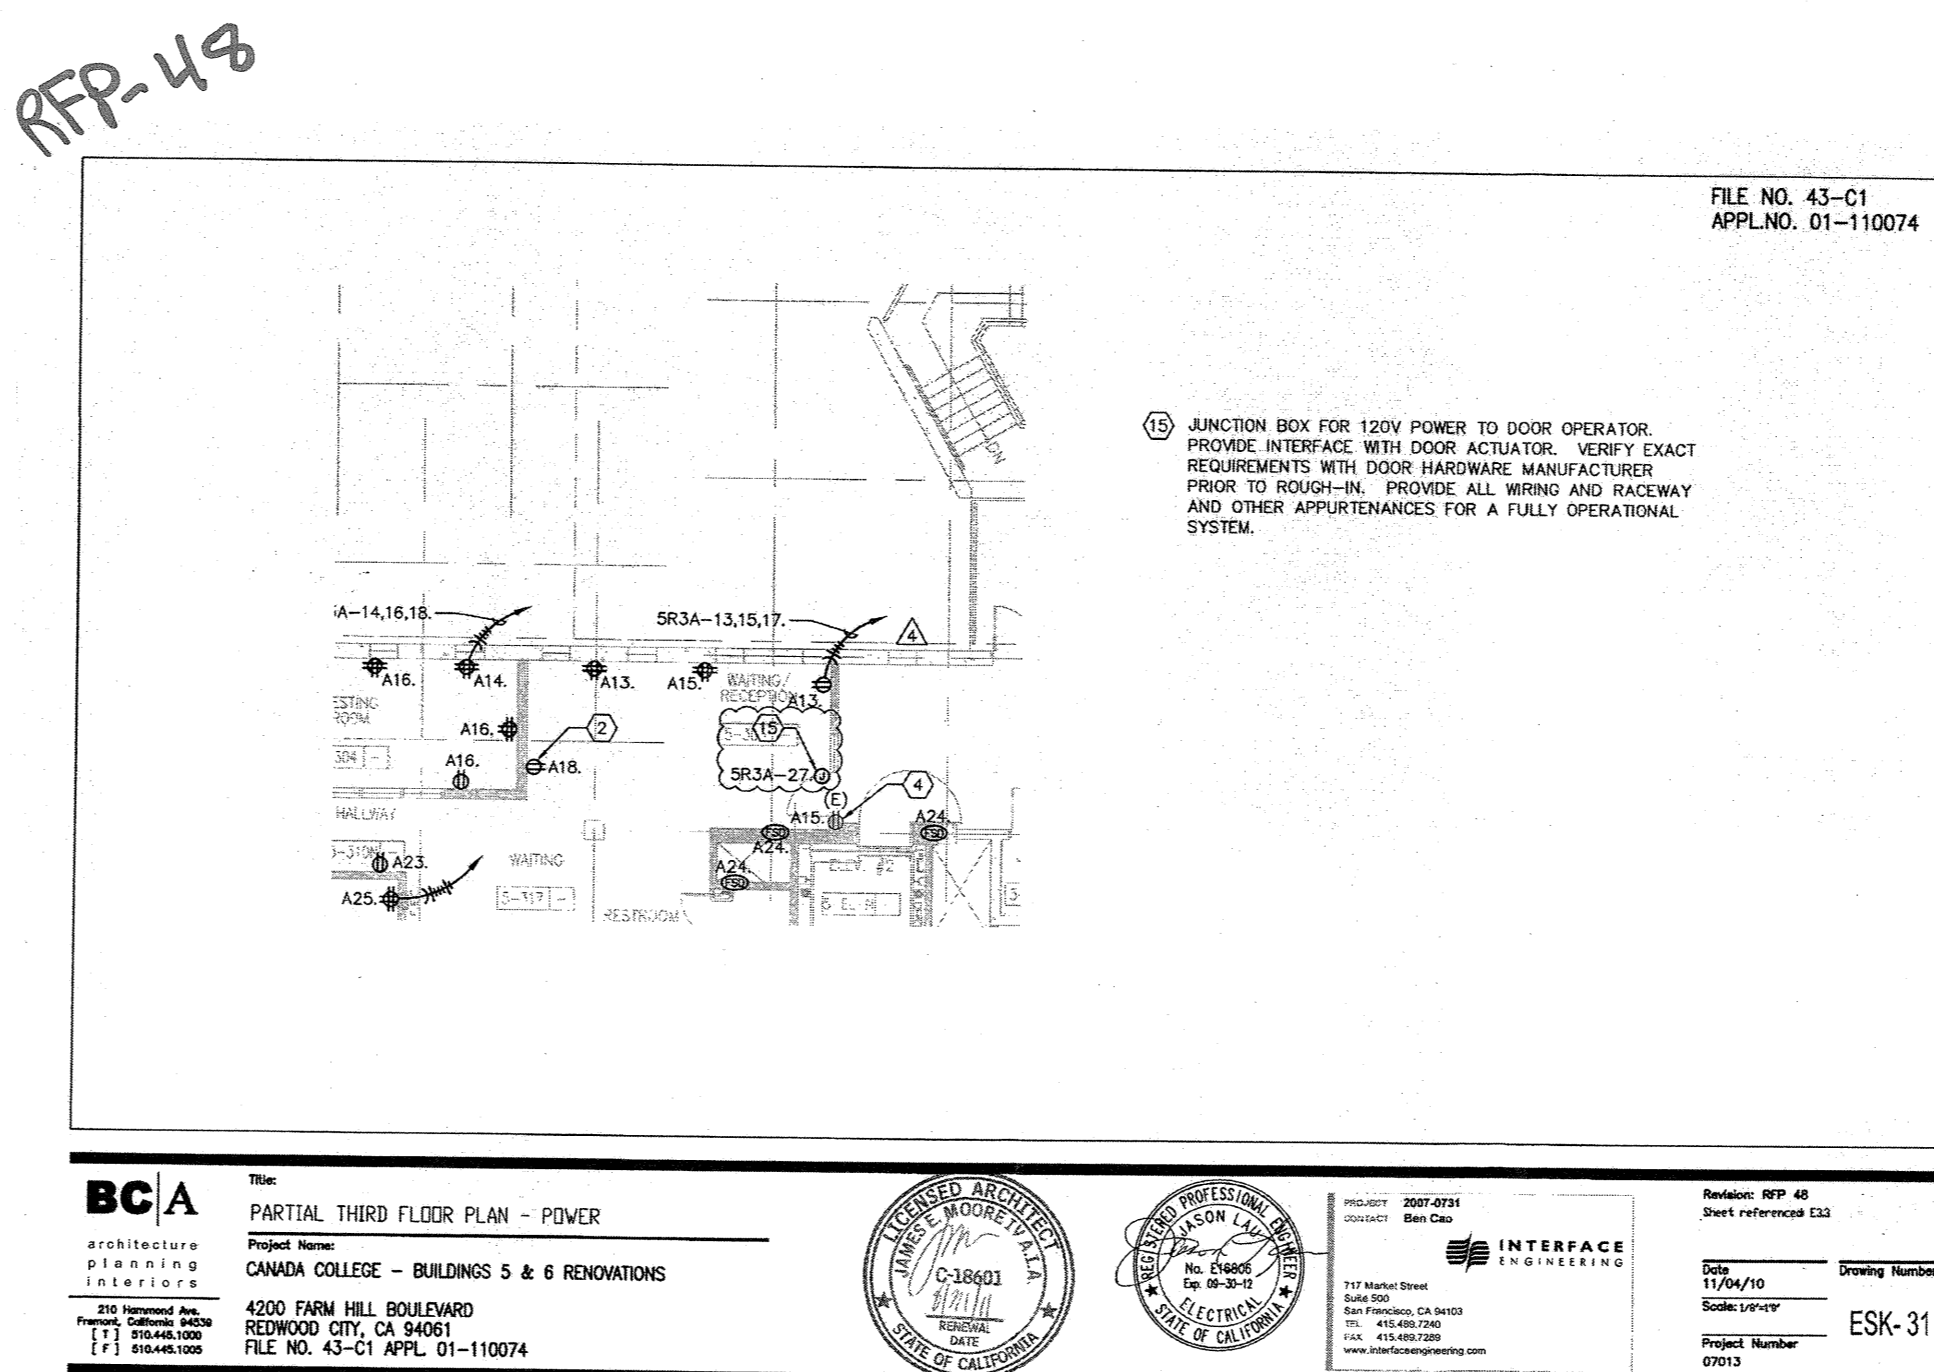 RFP-48
FILE NO. 43-C1
APPL.NO. 01-110074
15 JUNCTION BOX FOR 120V POWER TO DOOR OPERATOR.
PROVIDE INTERFACE WITH DOOR ACTUATOR. VERIFY EXACT
REQUIREMENTS WITH DOOR HARDWARE MANUFACTURER
PRIOR TO ROUGH-IN. PROVIDE ALL WIRING AND RACEWAY
AND OTHER APPURTENANCES FOR A FULLY OPERATIONAL
SYSTEM.
DN
A-14,16,18.
5R3A-13,15,17.
4
A16.
A14.
A13.
A15.
WAITING/
RECEPTION
A13.
ROOM
A16.
2
15
304 -
A16.
A18.
5R3A-27.
J
4
(E)
HALLWAY
A15.
A24.
FSD
FSD
A24.
A23.
WAITING
A24.
FSD
ELEV. #2
A25.
5-317 -
RESTROOM
BC|A
architecture
planning
interiors
210 Hammond Ave.
Fremont, California 94539
[ T ] 510.445.1000
[ F ] 510.445.1005
Title:
PARTIAL THIRD FLOOR PLAN - POWER
Project Name:
CANADA COLLEGE - BUILDINGS 5 & 6 RENOVATIONS
4200 FARM HILL BOULEVARD
REDWOOD CITY, CA 94061
FILE NO. 43-C1 APPL. 01-110074
LICENSED ARCHITECT
JAMES E. MOORE IV A.I.A.
C-18601
RENEWAL
DATE
STATE OF CALIFORNIA
REGISTERED PROFESSIONAL ENGINEER
JASON LAU
No. E16806
Exp. 09-30-12
ELECTRICAL
STATE OF CALIFORNIA
PROJECT 2007-0731
CONTACT Ben Cao
INTERFACE
ENGINEERING
717 Market Street
Suite 500
San Francisco, CA 94103
TEL 415.489.7240
FAX 415.489.7289
www.interfaceengineering.com
Revision: RFP 48
Sheet referenced: E3.3
Date
11/04/10
Scale: 1/8"=1'0"
Project Number
07013
Drawing Number
ESK-31